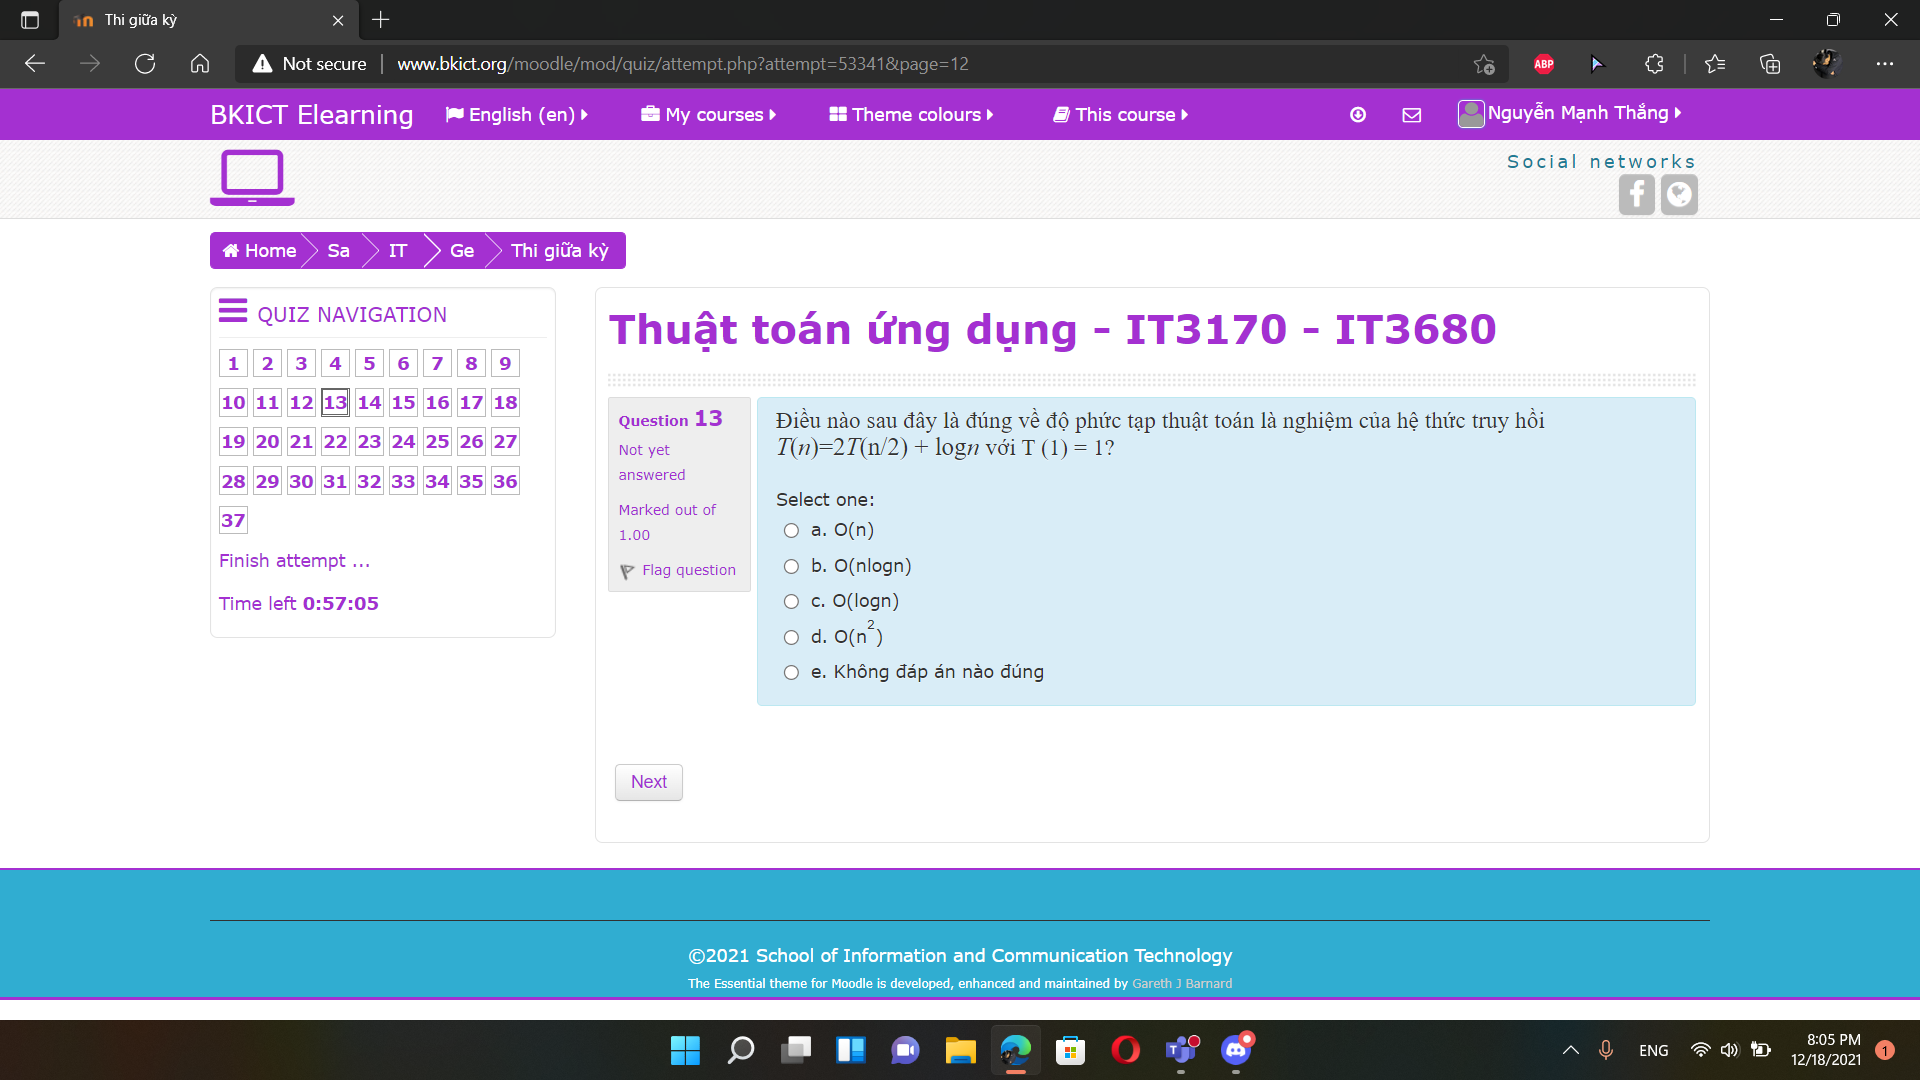 Thi giữa kỳ
Not secure www.bkict.org/moodle/mod/quiz/attempt.php?attempt=53341&page=12
ABP
BKICT Elearning English (en) My courses Theme colours This course Nguyễn Mạnh Thắng
Social networks
Home Sa IT Ge Thi giữa kỳ
QUIZ NAVIGATION
1 2 3 4 5 6 7 8 9
10 11 12 13 14 15 16 17 18
19 20 21 22 23 24 25 26 27
28 29 30 31 32 33 34 35 36
37
Finish attempt ...
Time left 0:57:05
Thuật toán ứng dụng - IT3170 - IT3680
Question 13
Not yet
answered
Marked out of
1.00
Flag question
Điều nào sau đây là đúng về độ phức tạp thuật toán là nghiệm của hệ thức truy hồi
T(n)=2T(n/2) + logn với T (1) = 1?
Select one:
a. O(n)
b. O(nlogn)
c. O(logn)
d. O(n²)
e. Không đáp án nào đúng
Next
©2021 School of Information and Communication Technology
The Essential theme for Moodle is developed, enhanced and maintained by Gareth J Barnard
ENG
8:05 PM
12/18/2021
1